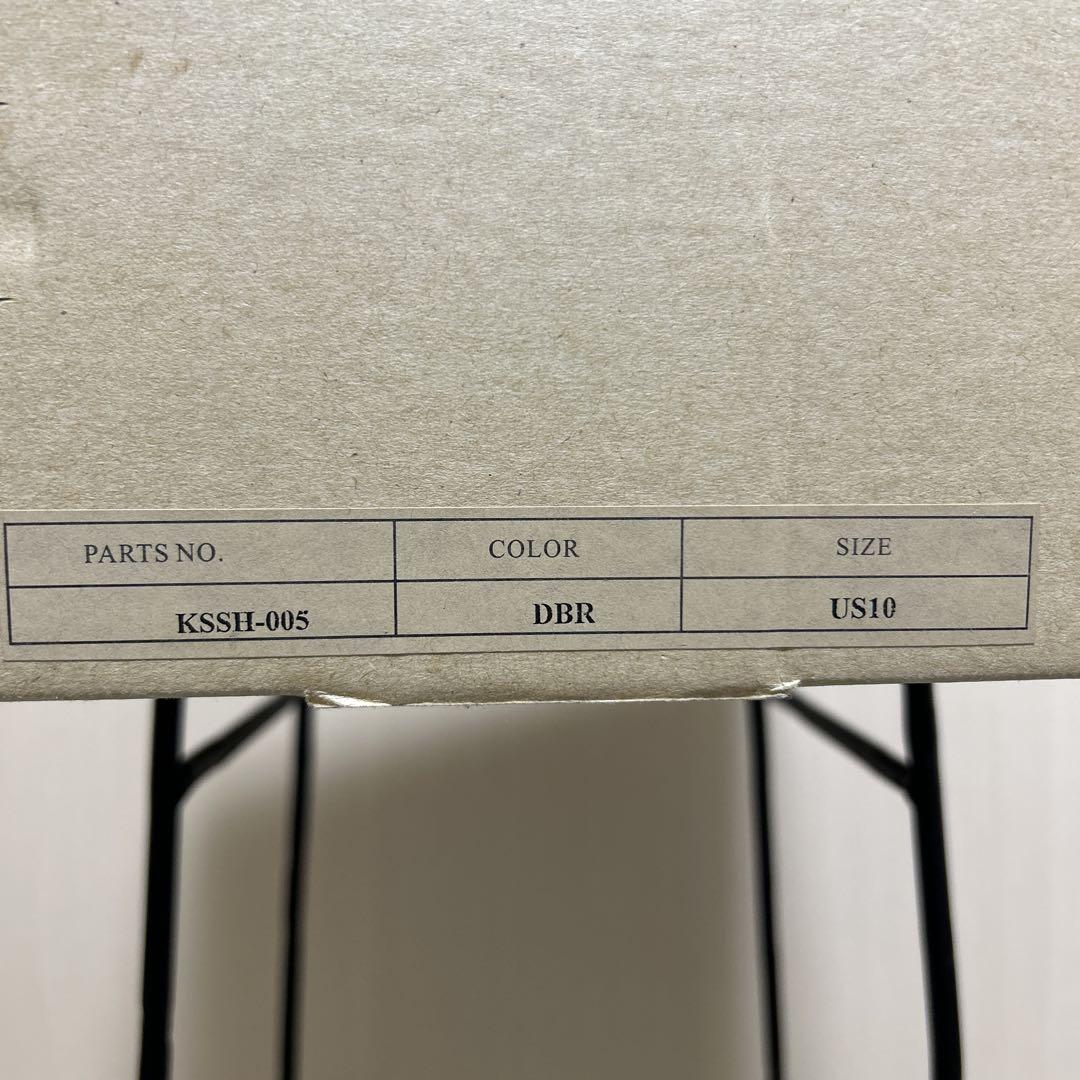 PARTS NO. COLOR SIZE
KSSH-005 DBR US10